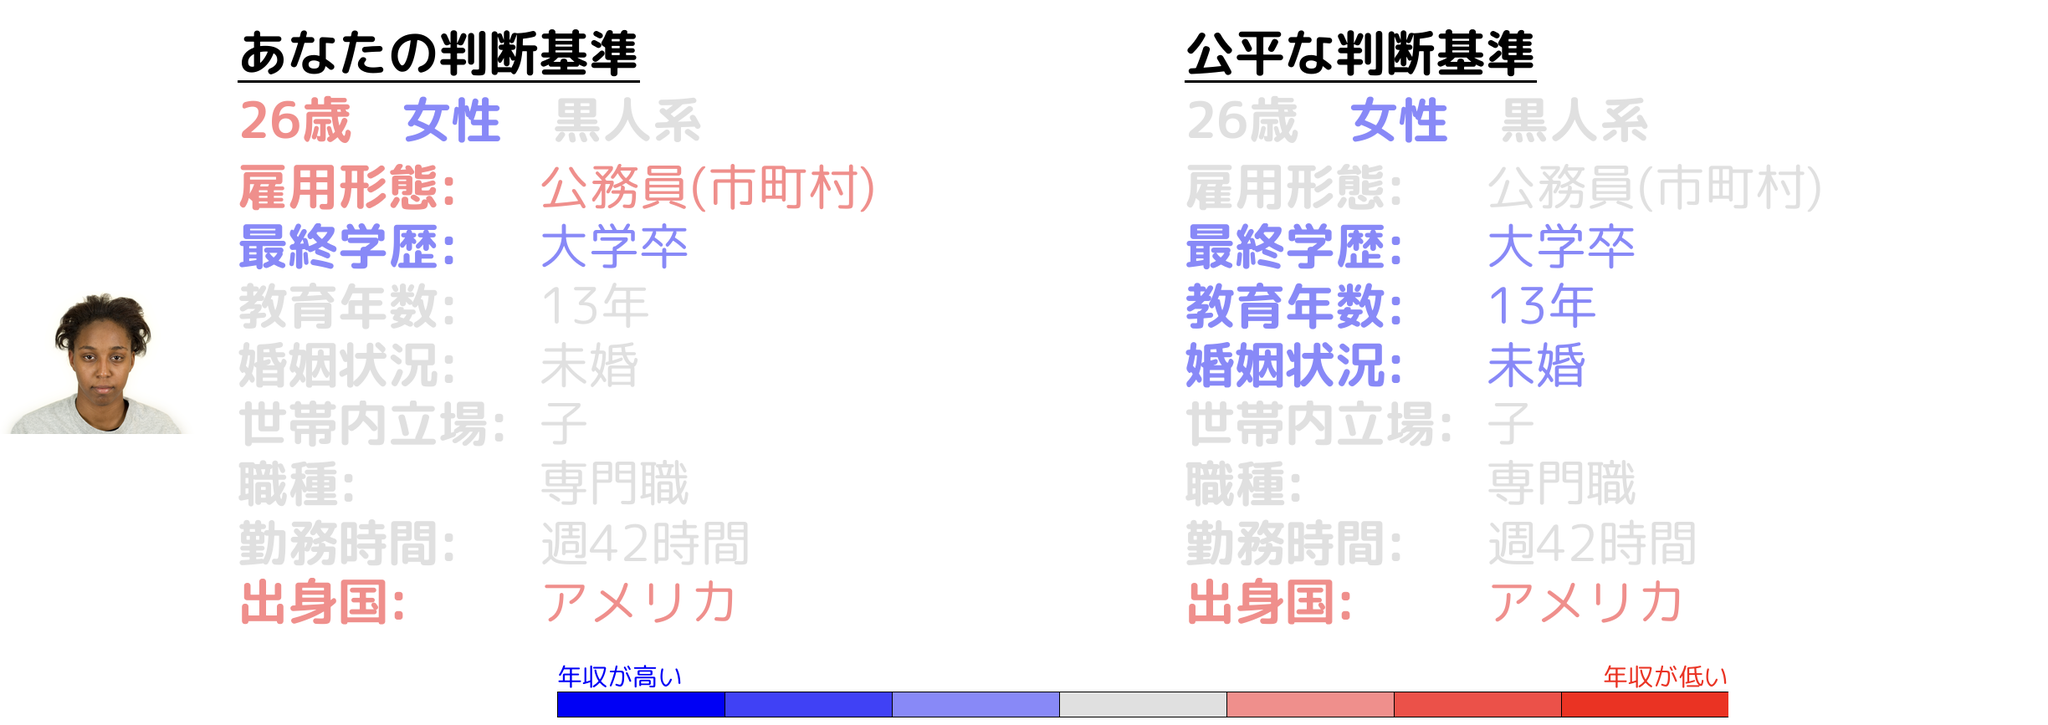 あなたの判断基準
26歳 女性 黒人系
雇用形態: 公務員(市町村)
最終学歴: 大学卒
教育年数: 13年
婚姻状況: 未婚
世帯内立場: 子
職種: 専門職
勤務時間: 週42時間
出身国: アメリカ
公平な判断基準
26歳 女性 黒人系
雇用形態: 公務員(市町村)
最終学歴: 大学卒
教育年数: 13年
婚姻状況: 未婚
世帯内立場: 子
職種: 専門職
勤務時間: 週42時間
出身国: アメリカ
年収が高い
年収が低い